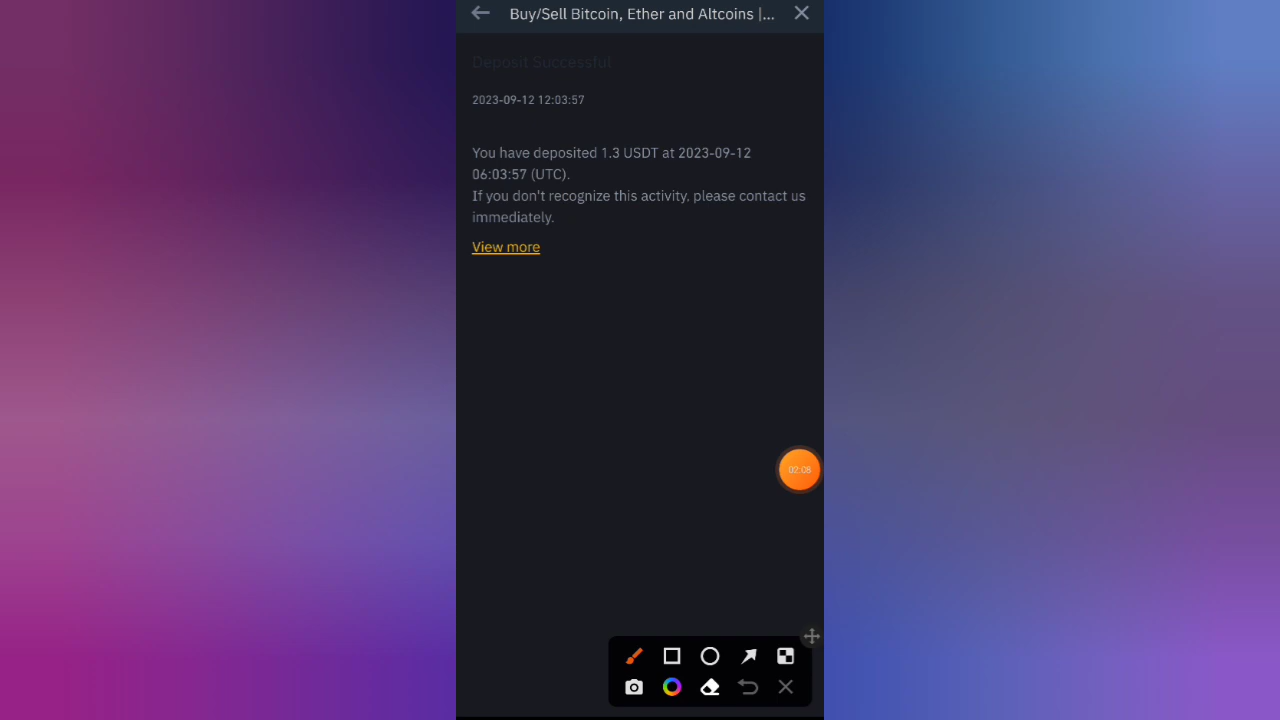 Buy/Sell Bitcoin, Ether and Altcoins |...
Deposit Successful
2023-09-12 12:03:57
You have deposited 1.3 USDT at 2023-09-12
06:03:57 (UTC).
If you don't recognize this activity, please contact us
immediately.
View more
02:08